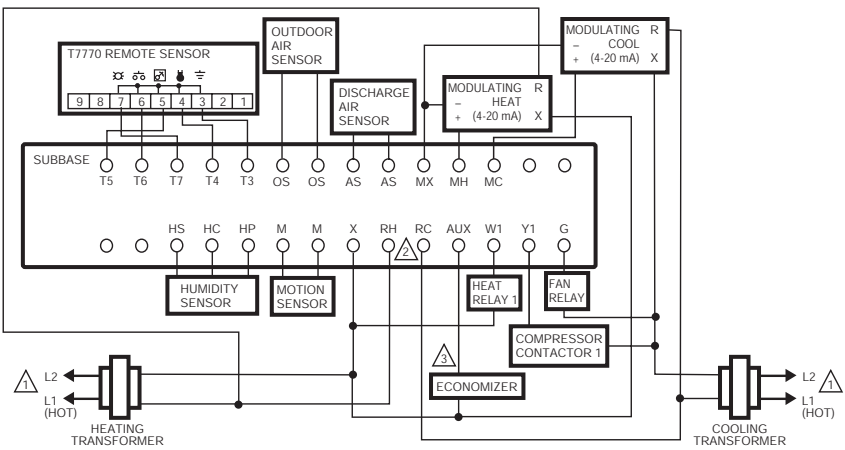 OUTDOOR
AIR
SENSOR
MODULATING R
– COOL
+ (4-20 mA) X
T7770 REMOTE SENSOR
9 8 7 6 5 4 3 2 1
DISCHARGE
AIR
SENSOR
MODULATING R
– HEAT
+ (4-20 mA) X
SUBBASE
T5 T6 T7 T4 T3 OS OS AS AS MX MH MC
HS HC HP M M X RH RC AUX W1 Y1 G
2
HUMIDITY
SENSOR
MOTION
SENSOR
HEAT
RELAY 1
FAN
RELAY
COMPRESSOR
CONTACTOR 1
3
ECONOMIZER
1
L2
L1
(HOT)
HEATING
TRANSFORMER
L2
1
L1
(HOT)
COOLING
TRANSFORMER